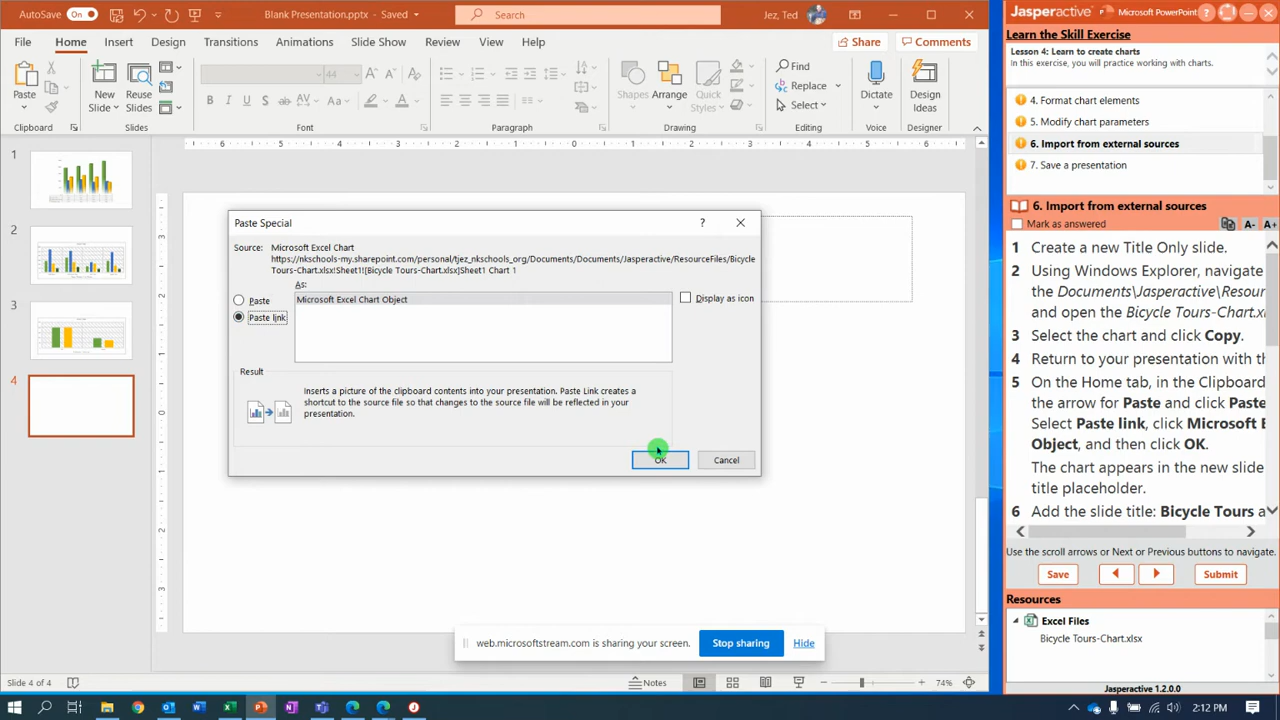 AutoSave On Blank Presentation.pptx - Saved Search Jez, Ted
File Home Insert Design Transitions Animations Slide Show Review View Help Share Comments
Paste New Slide Reuse Slides Shapes Arrange Quick Styles Find Replace Select Dictate Design Ideas
44
Clipboard Slides Font Paragraph Drawing Editing Voice Designer
6 5 4 2 3 4 5 6
1
2
3
4
Paste Special
Source: Microsoft Excel Chart
https://nkschools-my.sharepoint.com/personal/tjez_nkschools_org/Documents/Documents/Jasperactive/ResourceFiles/Bicycle
Tours-Chart.xlsx!Sheet1![Bicycle Tours-Chart.xlsx]Sheet1 Chart 1
As:
Paste Microsoft Excel Chart Object Display as icon
Paste link
Result
Inserts a picture of the clipboard contents into your presentation. Paste Link creates a
shortcut to the source file so that changes to the source file will be reflected in your
presentation.
OK Cancel
web.microsoftstream.com is sharing your screen. Stop sharing Hide
Slide 4 of 4 Notes 74%
Jasperactive Microsoft PowerPoint
Learn the Skill Exercise
Lesson 4: Learn to create charts
In this exercise, you will practice working with charts.
4. Format chart elements
5. Modify chart parameters
6. Import from external sources
7. Save a presentation
6. Import from external sources
Mark as answered A- A+
1 Create a new Title Only slide.
2 Using Windows Explorer, navigate
the Documents\Jasperactive\Resour
and open the Bicycle Tours-Chart.x
3 Select the chart and click Copy.
4 Return to your presentation with th
5 On the Home tab, in the Clipboard
the arrow for Paste and click Paste
Select Paste link, click Microsoft E
Object, and then click OK.
The chart appears in the new slide
title placeholder.
6 Add the slide title: Bicycle Tours a
Use the scroll arrows or Next or Previous buttons to navigate.
Save Submit
Resources
Excel Files
Bicycle Tours-Chart.xlsx
Jasperactive 1.2.0.0
2:12 PM